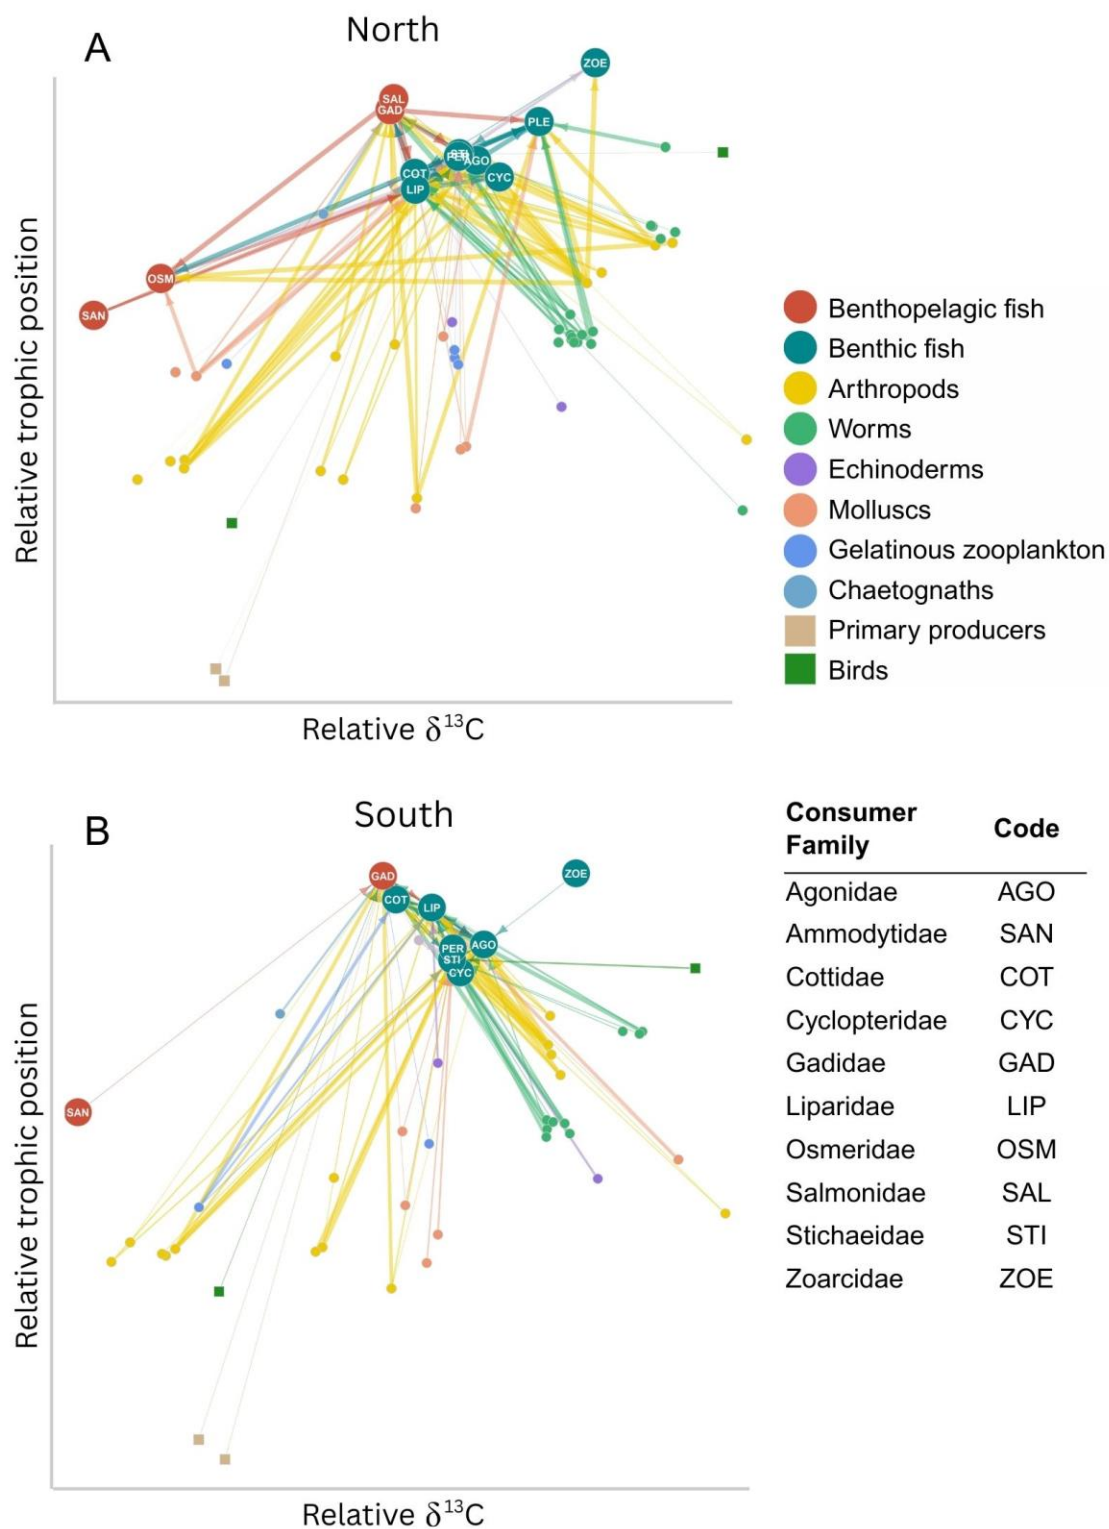 A
North
ZOE
SAL
GAD
PLE
STI
PER
AGO
COT
CYC
LIP
OSM
SAN
Relative trophic position
Relative δ13C
Benthopelagic fish
Benthic fish
Arthropods
Worms
Echinoderms
Molluscs
Gelatinous zooplankton
Chaetognaths
Primary producers
Birds
B
South
GAD
ZOE
COT
LIP
PER
AGO
STI
CYC
SAN
Relative trophic position
Relative δ13C
Consumer Family Code
Agonidae AGO
Ammodytidae SAN
Cottidae COT
Cyclopteridae CYC
Gadidae GAD
Liparidae LIP
Osmeridae OSM
Salmonidae SAL
Stichaeidae STI
Zoarcidae ZOE